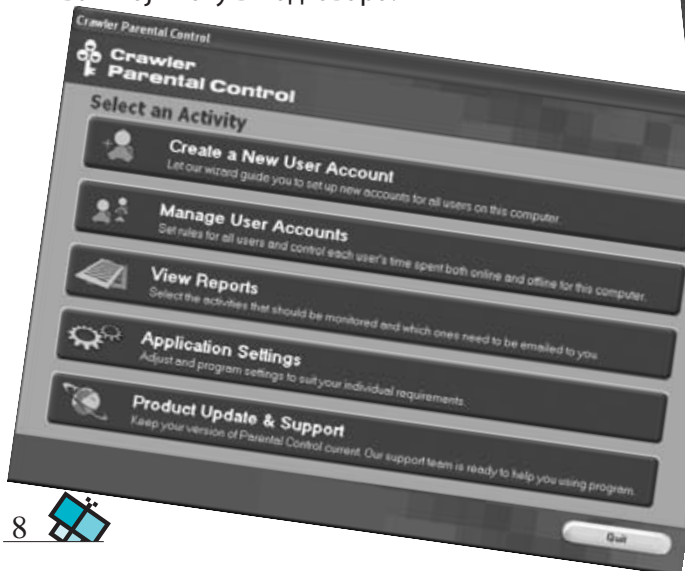 Crawler Parental Control
Crawler
Parental Control
Select an Activity
Create a New User Account
Let our wizard guide you to set up new accounts for all users on this computer.
Manage User Accounts
Set rules for all users and control each user's time spent both online and offline for this computer.
View Reports
Select the activities that should be monitored and which ones need to be emailed to you.
Application Settings
Adjust and program settings to suit your individual requirements.
Product Update & Support
Keep your version of Parental Control current. Our support team is ready to help you using program.
Quit
8